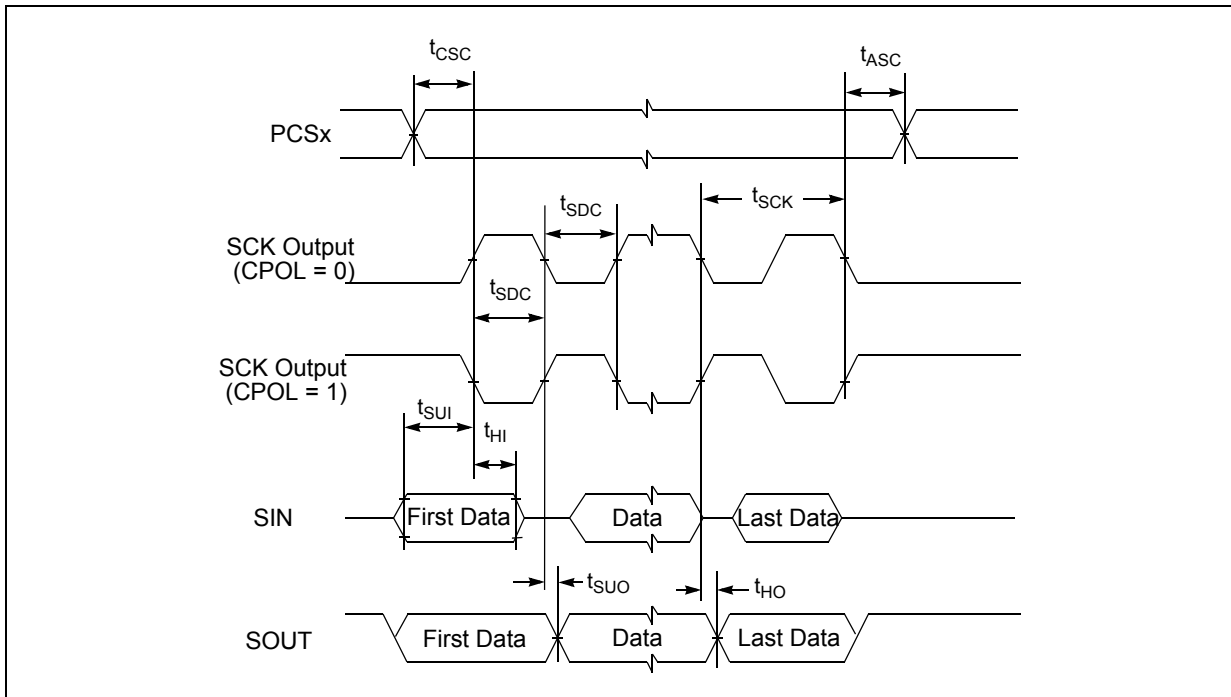 tCSC
tASC
PCSx
tSCK
tSDC
SCK Output
(CPOL = 0)
tSDC
SCK Output
(CPOL = 1)
tSUI
tHI
SIN
First Data
Data
Last Data
tSUO
tHO
SOUT
First Data
Data
Last Data